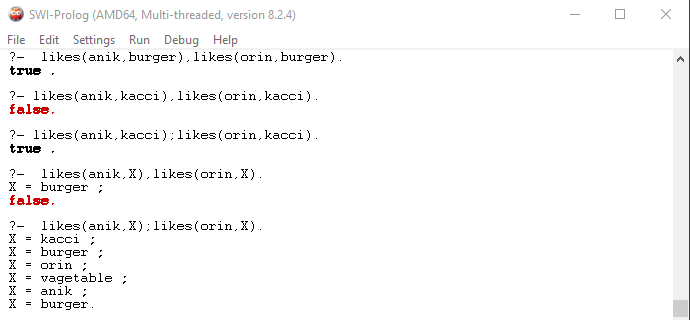 SWI-Prolog (AMD64, Multi-threaded, version 8.2.4)
File Edit Settings Run Debug Help
?- likes(anik,burger),likes(orin,burger).
true .
?- likes(anik,kacci),likes(orin,kacci).
false.
?- likes(anik,kacci);likes(orin,kacci).
true .
?- likes(anik,X),likes(orin,X).
X = burger ;
false.
?- likes(anik,X);likes(orin,X).
X = kacci ;
X = burger ;
X = orin ;
X = vagetable ;
X = anik ;
X = burger.